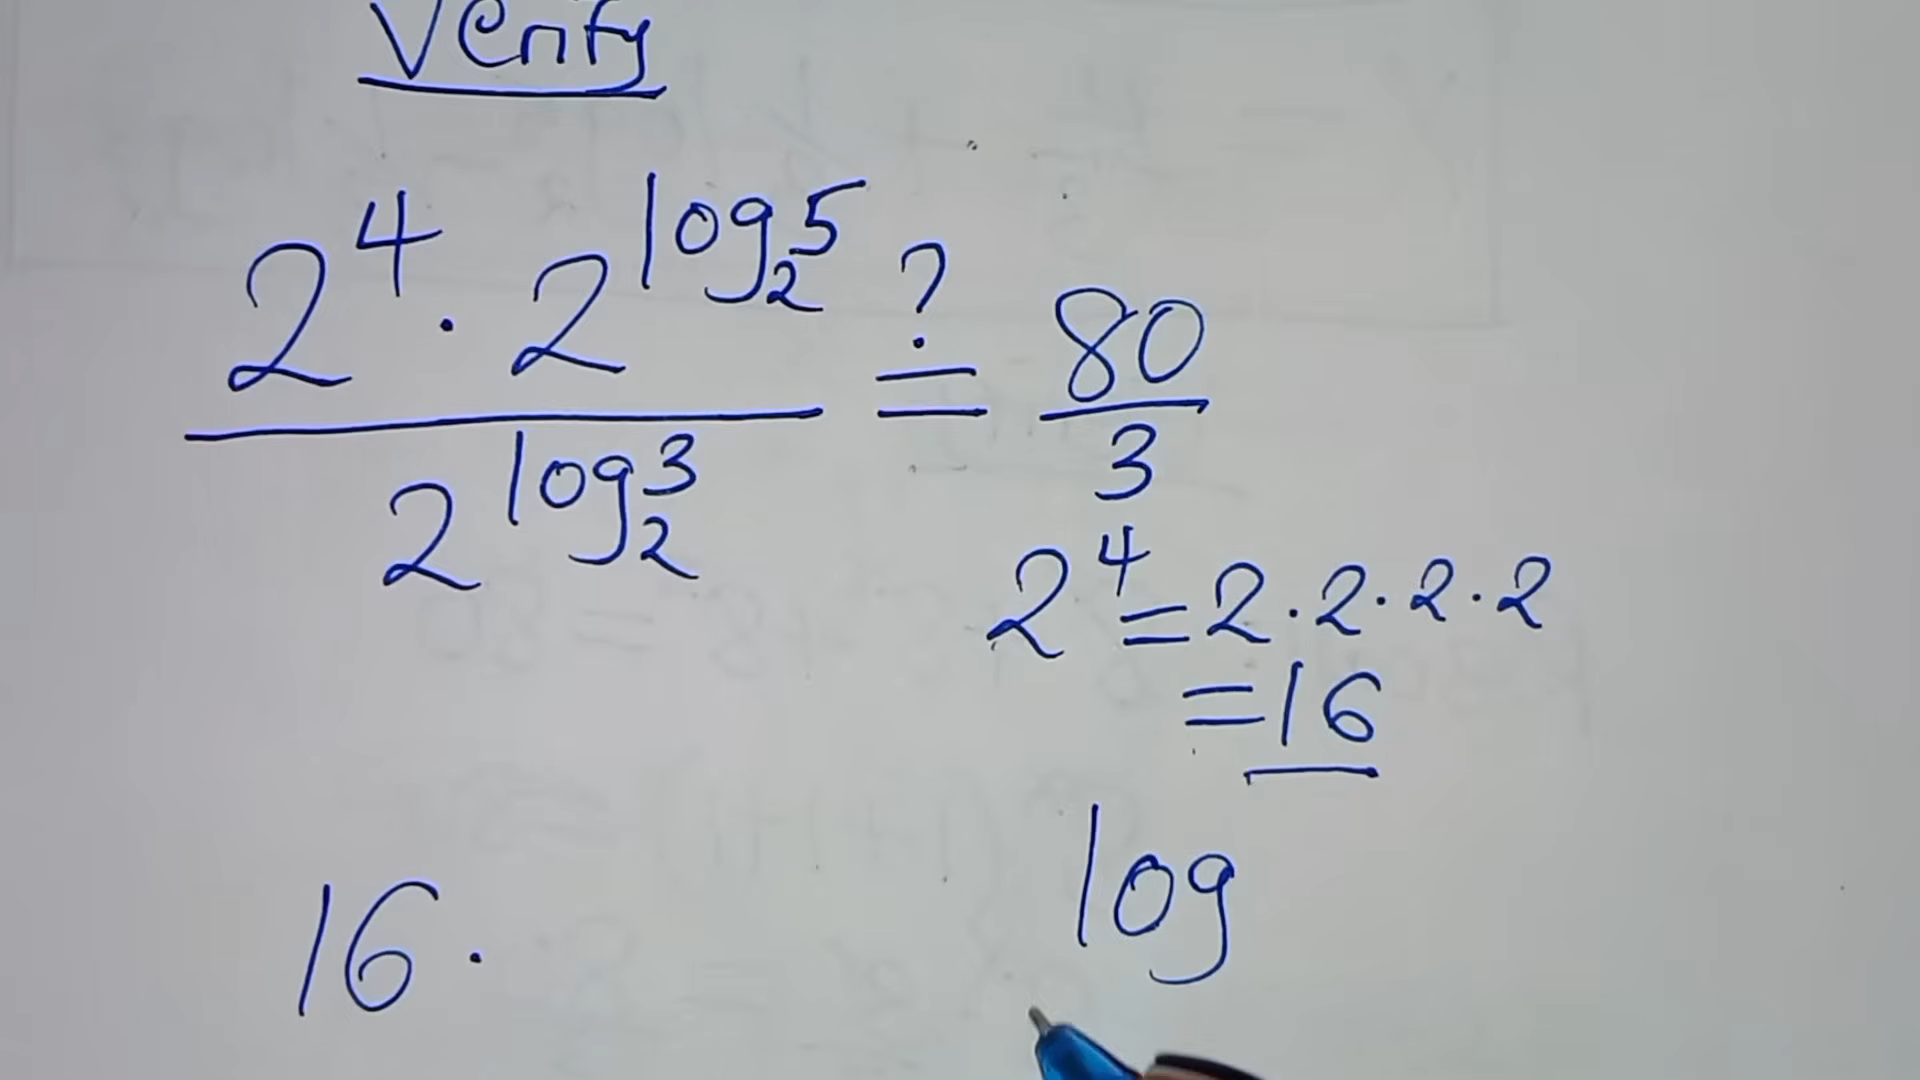 Verify
2^4 · 2^(log_2 5) / 2^(log_2 3) ?= 80/3
2^4 = 2 · 2 · 2 · 2
= 16
16 ·
log